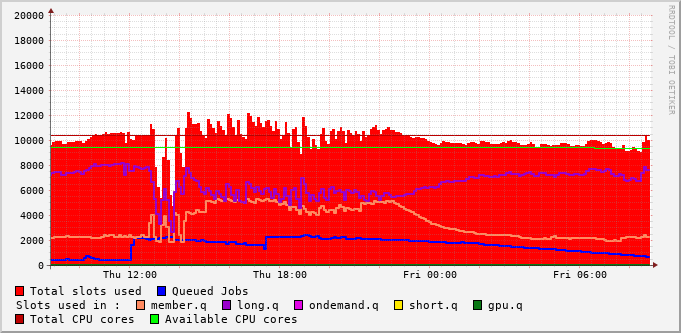 RRDTOOL / TOBI OETIKER
20000
18000
16000
14000
12000
10000
8000
6000
4000
2000
0
Thu 12:00 Thu 18:00 Fri 00:00 Fri 06:00
Total slots used Queued Jobs
Slots used in : member.q long.q ondemand.q short.q gpu.q
Total CPU cores Available CPU cores